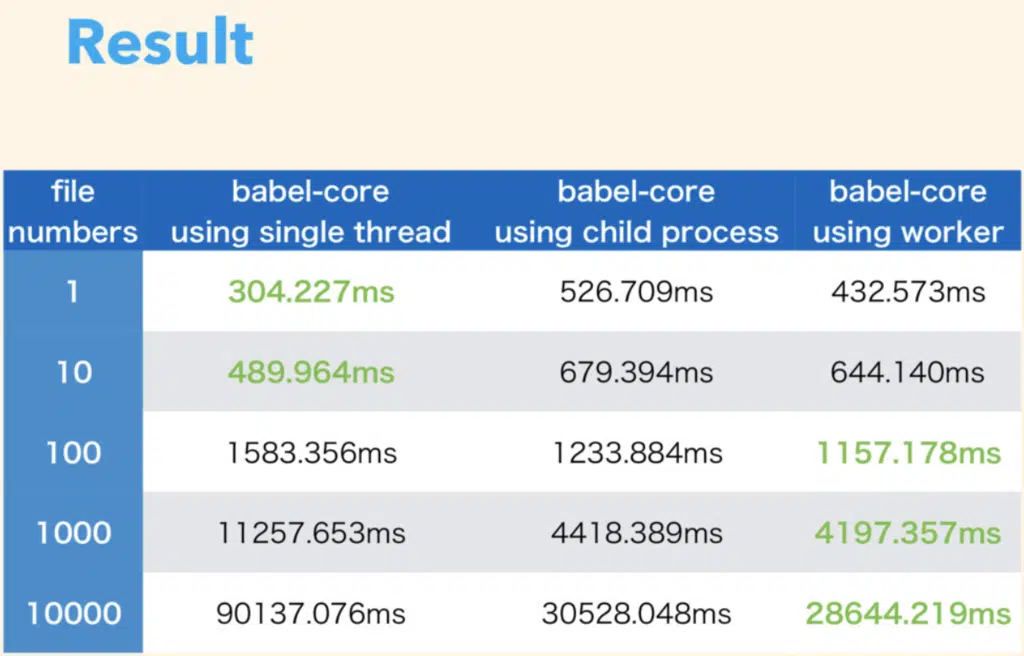 Result
file numbers babel-core using single thread babel-core using child process babel-core using worker
1 304.227ms 526.709ms 432.573ms
10 489.964ms 679.394ms 644.140ms
100 1583.356ms 1233.884ms 1157.178ms
1000 11257.653ms 4418.389ms 4197.357ms
10000 90137.076ms 30528.048ms 28644.219ms